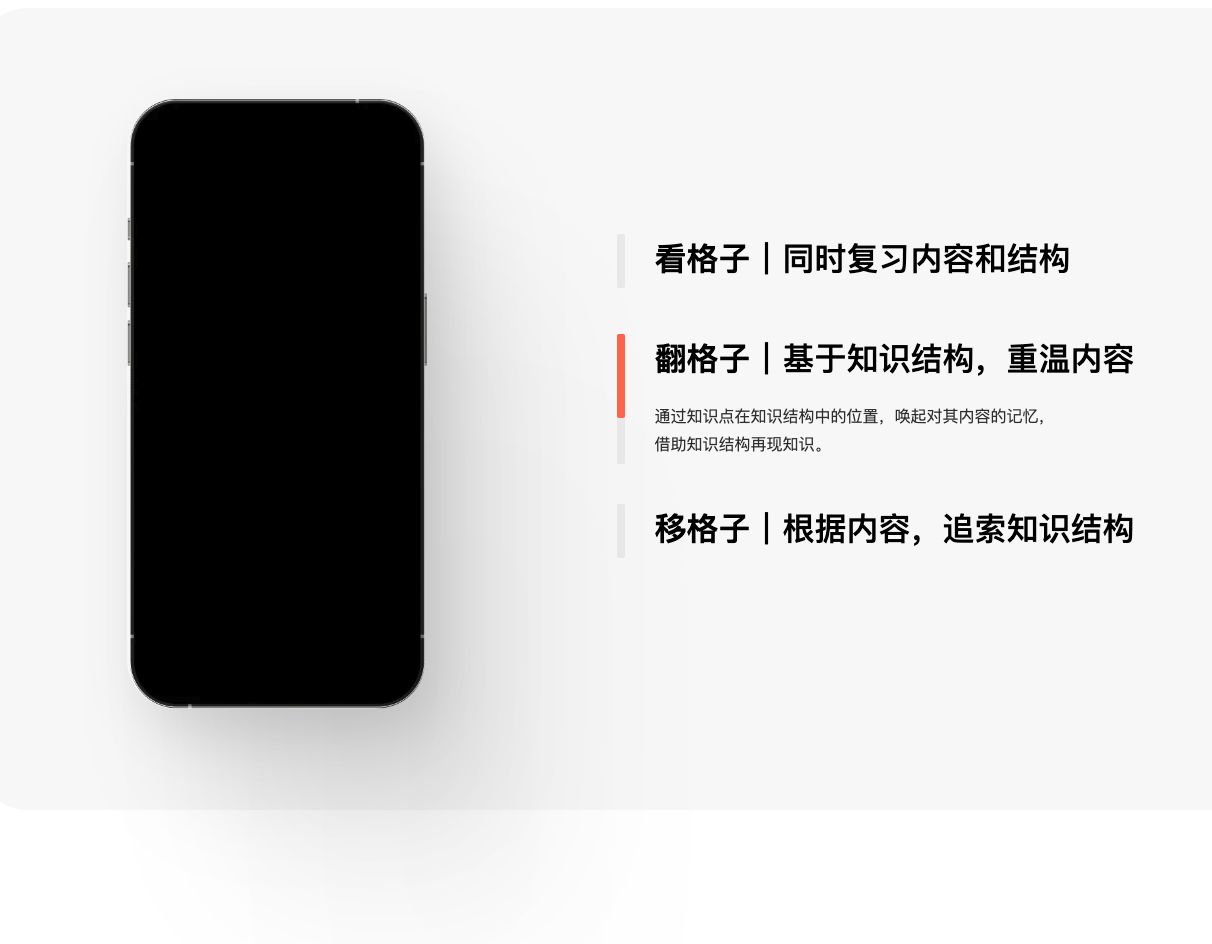 看格子｜同时复习内容和结构
翻格子｜基于知识结构，重温内容
通过知识点在知识结构中的位置，唤起对其内容的记忆，
借助知识结构再现知识。
移格子｜根据内容，追索知识结构